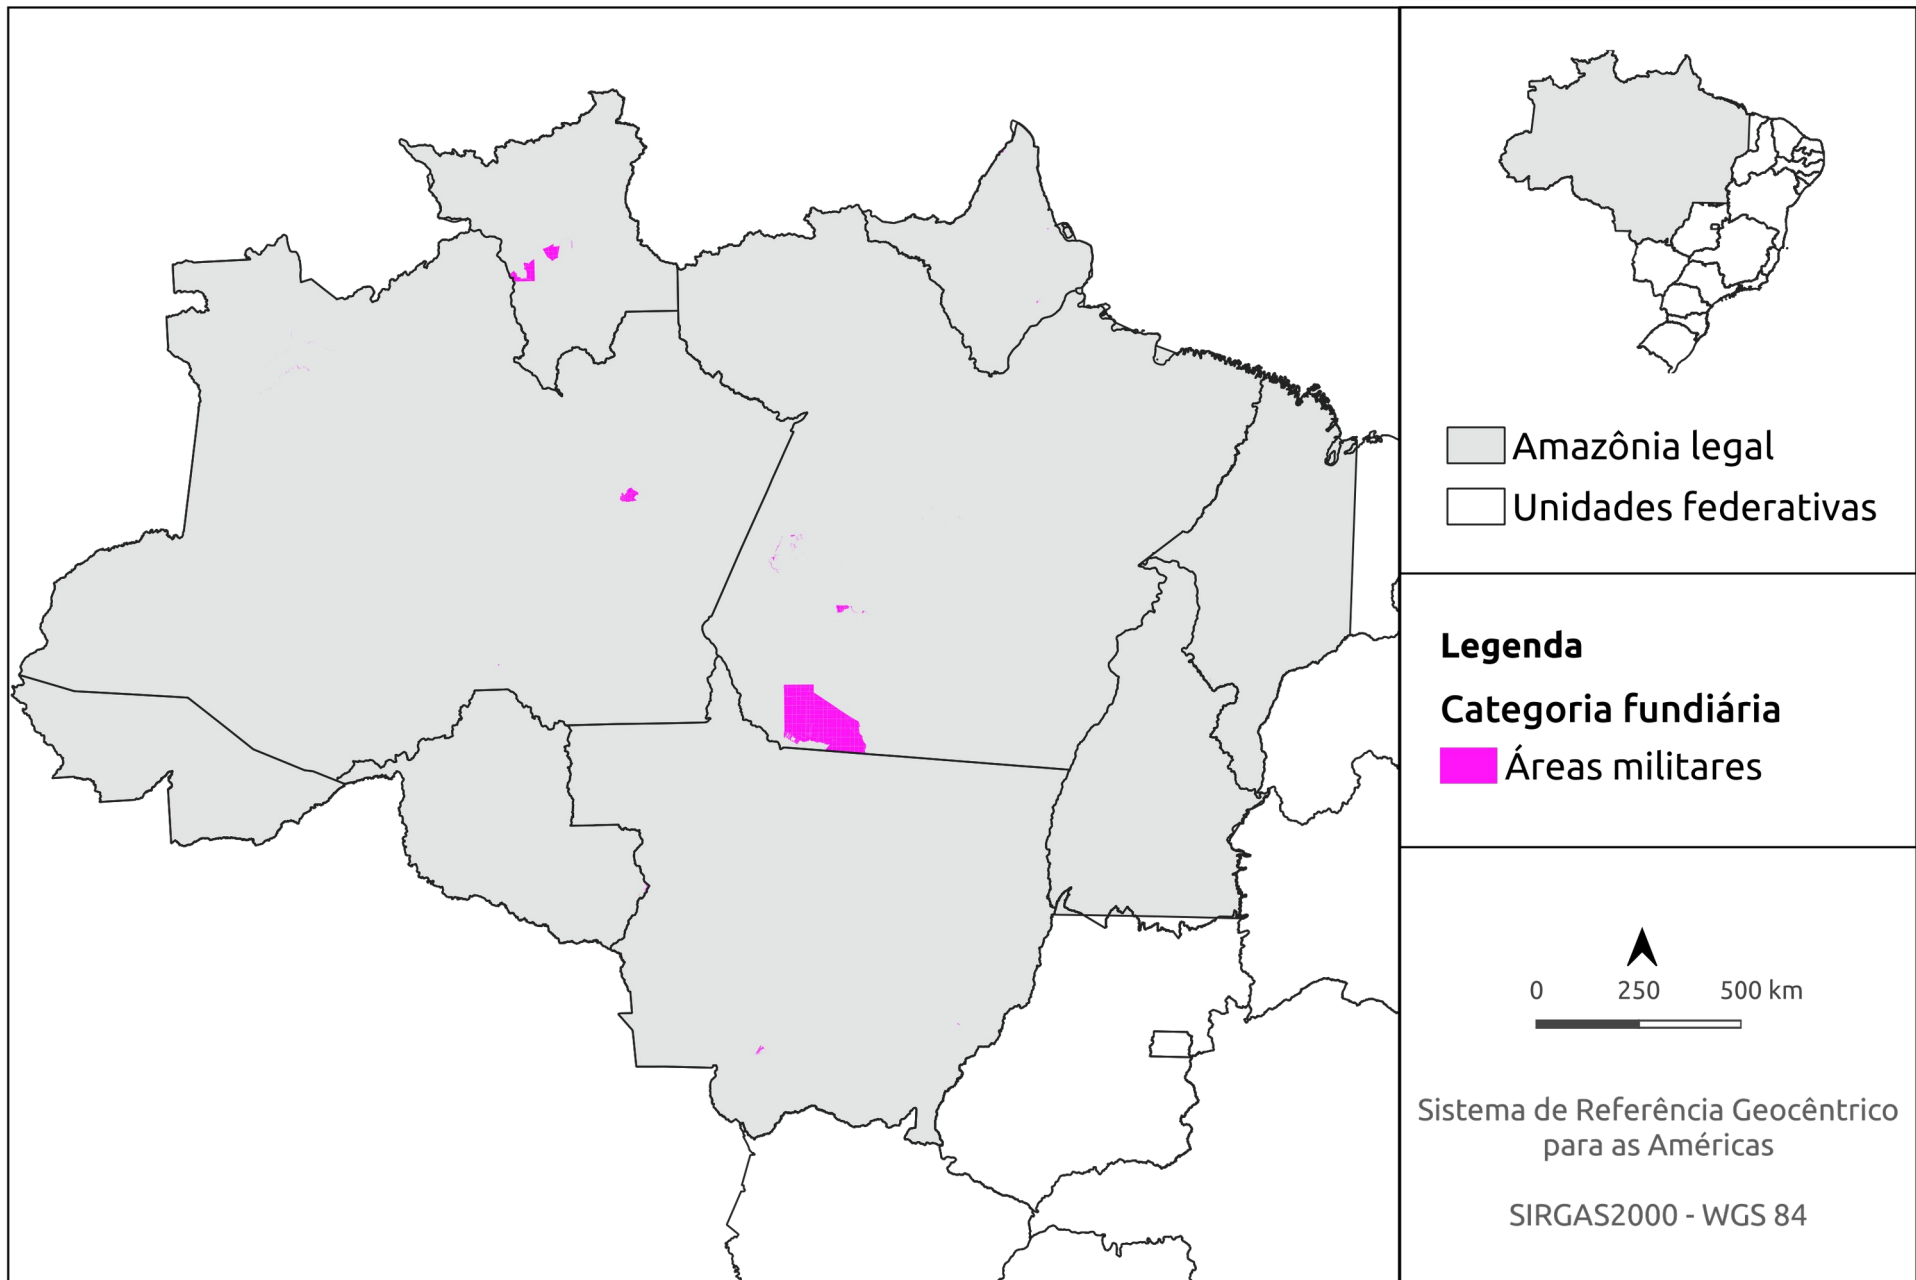 Amazônia legal
Unidades federativas
Legenda
Categoria fundiária
Áreas militares
0 250 500 km
Sistema de Referência Geocêntrico
para as Américas
SIRGAS2000 - WGS 84